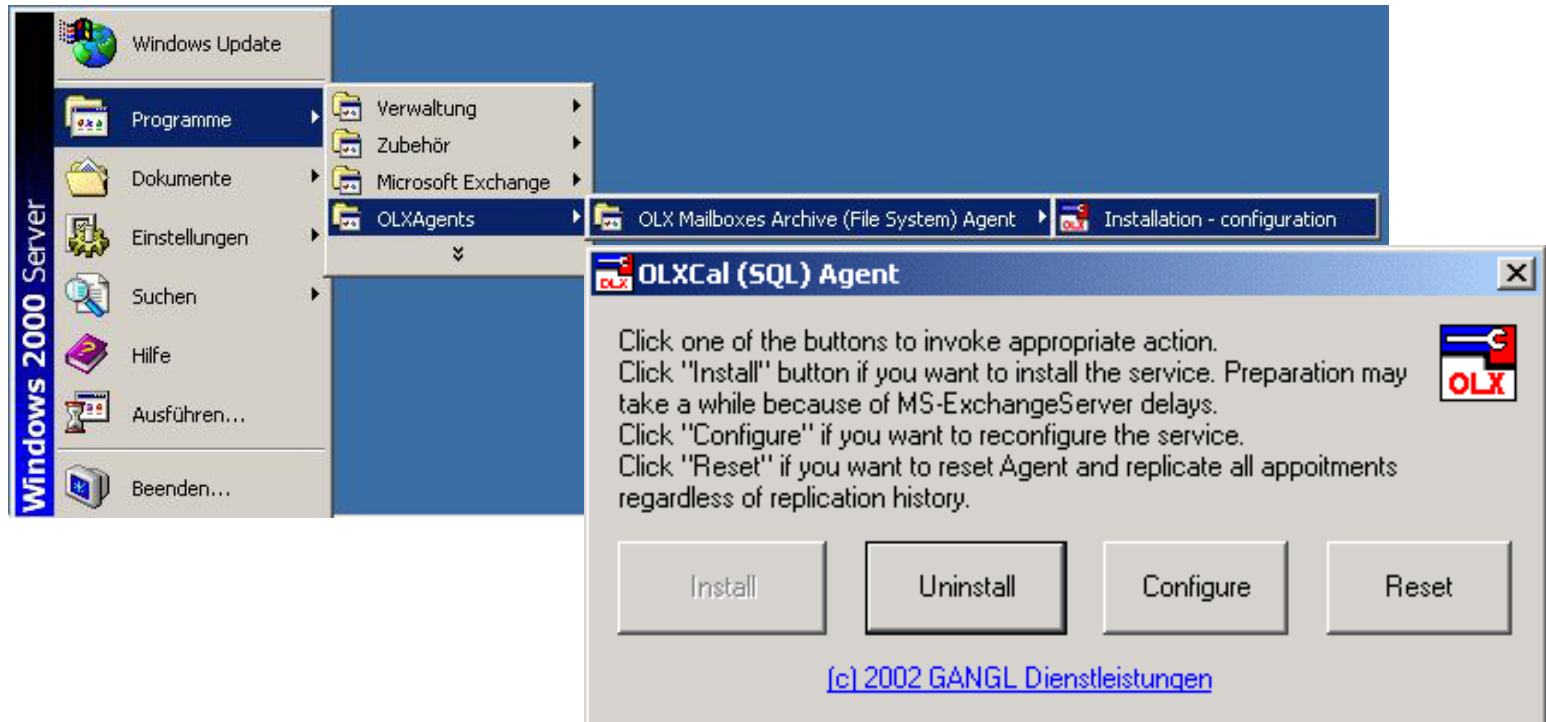 Windows 2000 Server
Windows Update
Programme
Dokumente
Einstellungen
Suchen
Hilfe
Ausführen...
Beenden...
Verwaltung
Zubehör
Microsoft Exchange
OLXAgents
OLX Mailboxes Archive (File System) Agent
Installation - configuration
OLX
OLXCal (SQL) Agent
Click one of the buttons to invoke appropriate action.
Click "Install" button if you want to install the service. Preparation may
take a while because of MS-ExchangeServer delays.
Click "Configure" if you want to reconfigure the service.
Click "Reset" if you want to reset Agent and replicate all appoitments
regardless of replication history.
OLX
Install
Uninstall
Configure
Reset
(c) 2002 GANGL Dienstleistungen